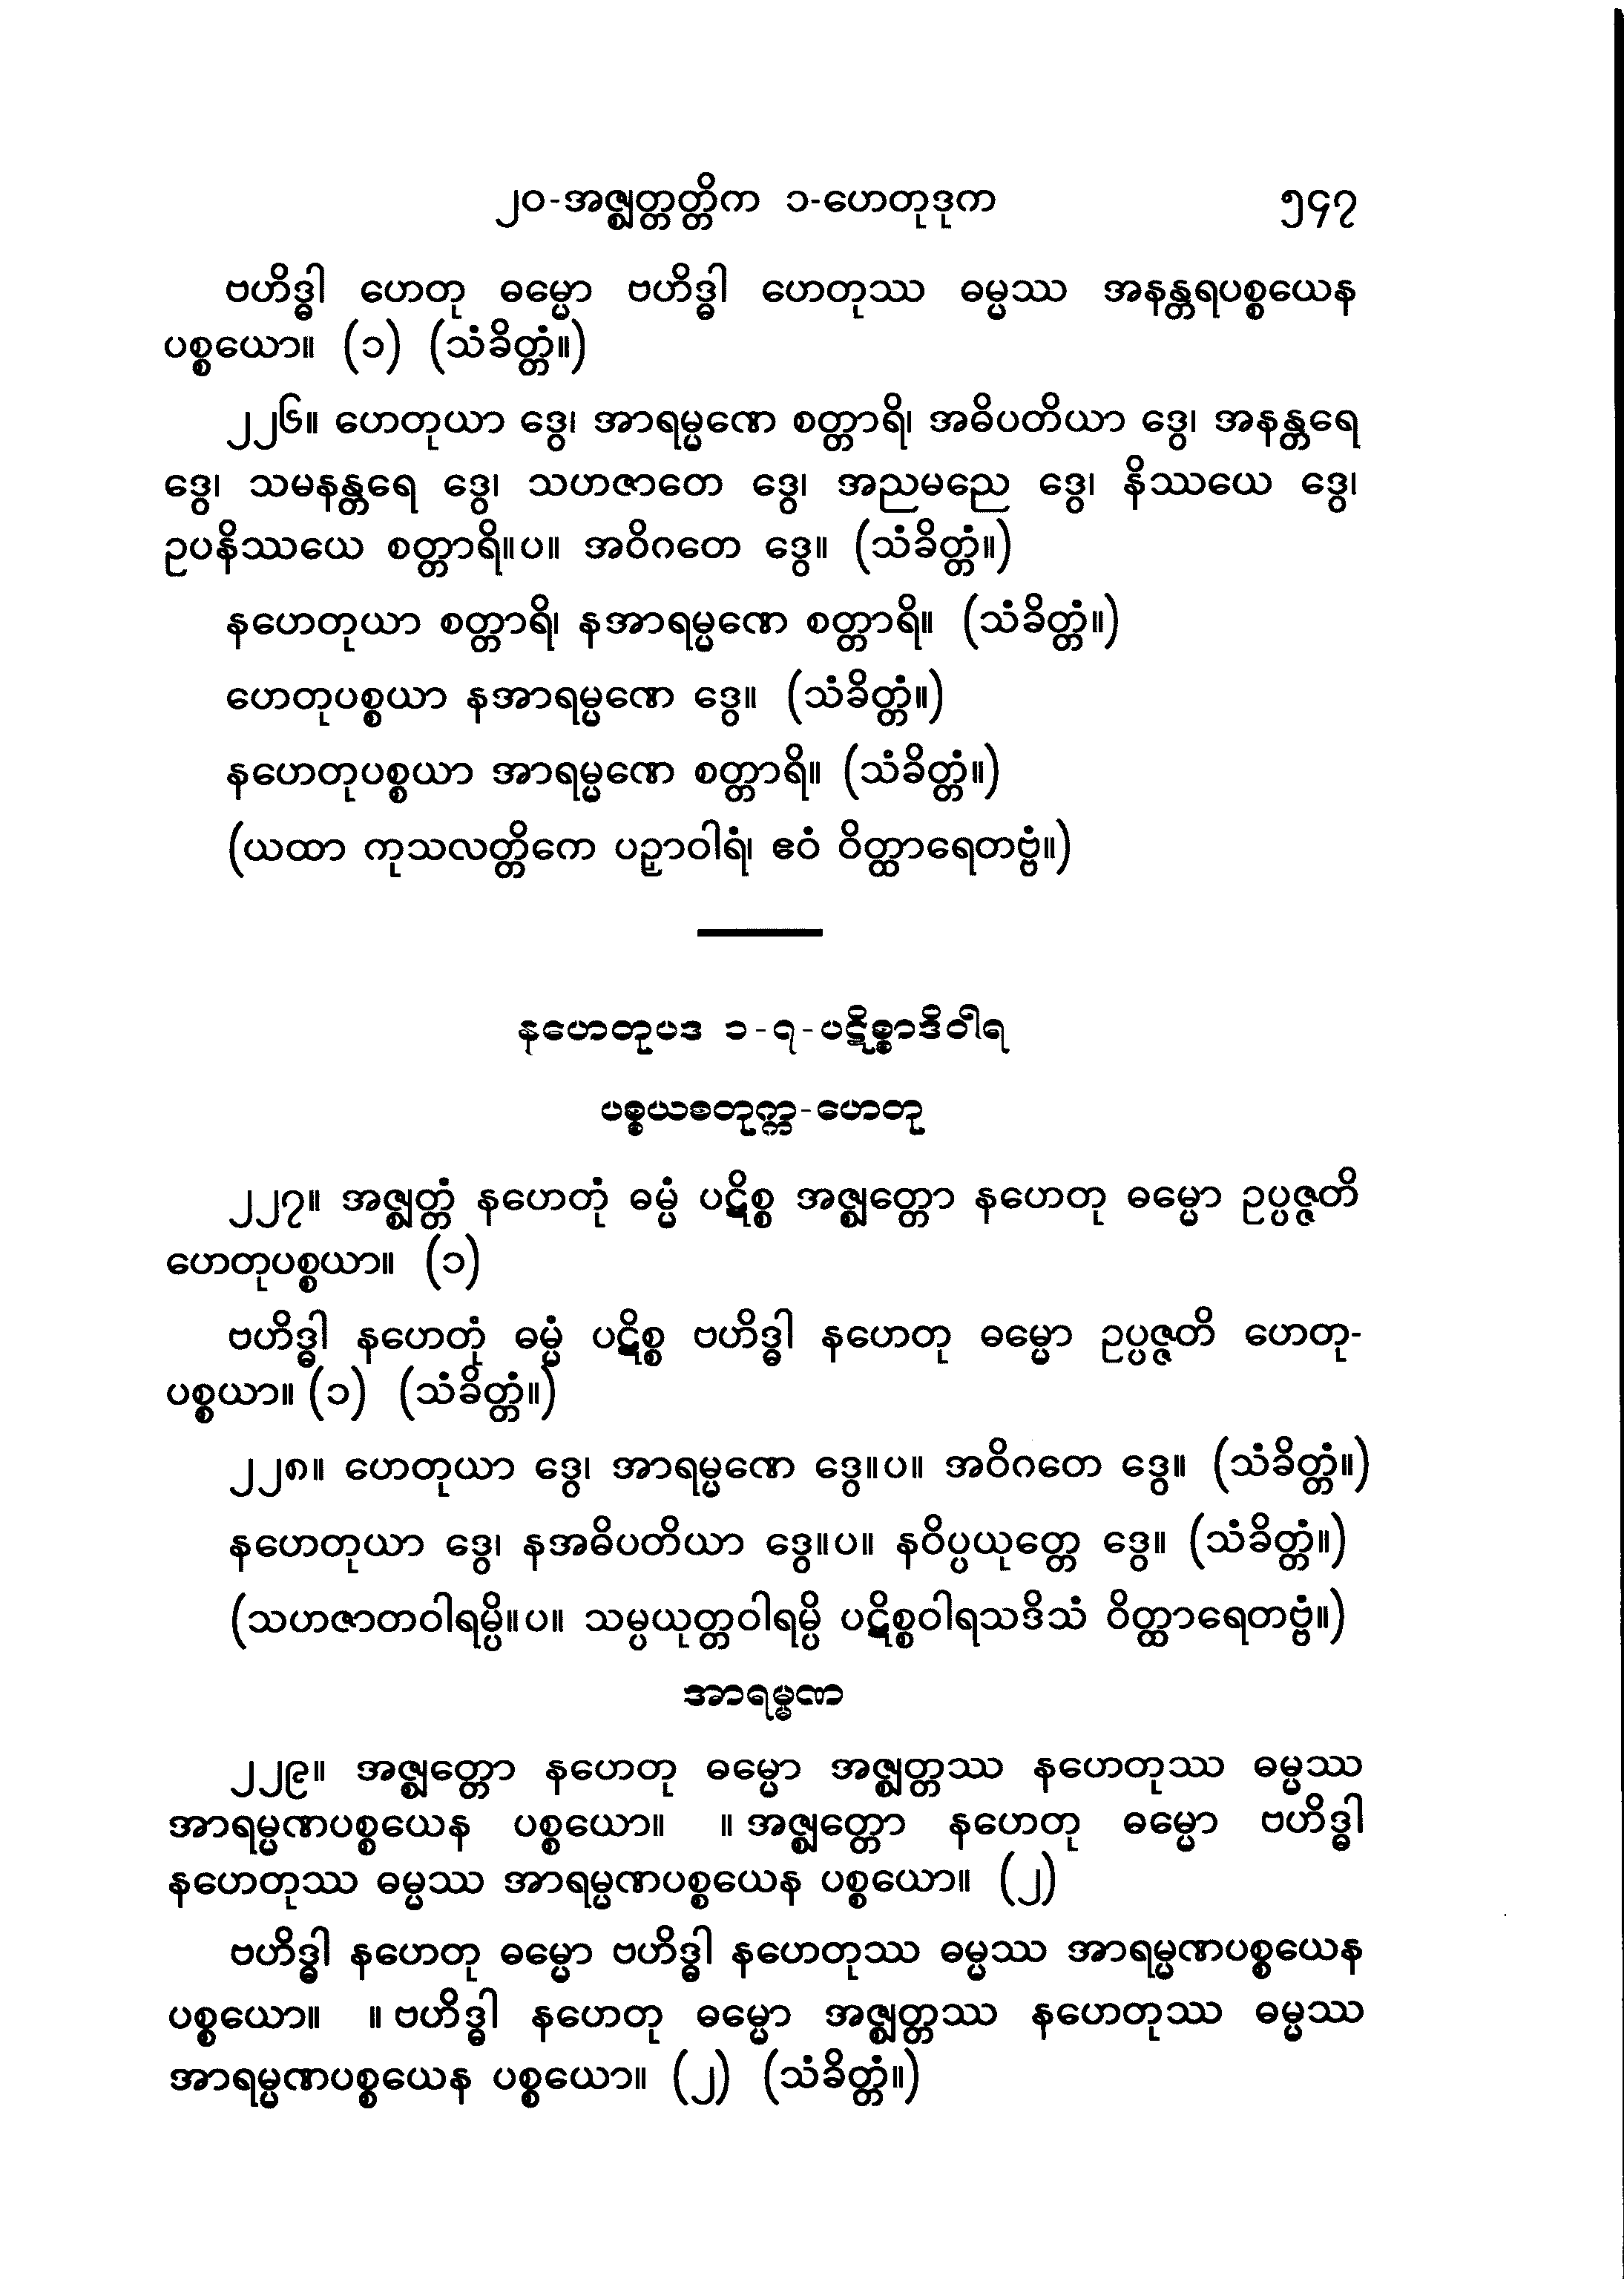 ၂၀-အဇ္ဈတ္တတ္တိက ၁-ဟေတုဒုက ၅၄၇
ဗဟိဒ္ဓါ ဟေတု ဓမ္မော ဗဟိဒ္ဓါ ဟေတုဿ ဓမ္မဿ အနန္တရပစ္စယေန
ပစ္စယော။ (၁) (သံခိတ္တံ။)
၂၂၆။ ဟေတုယာ ဒွေ၊ အာရမ္မဏေ စတ္တာရိ၊ အဓိပတိယာ ဒွေ၊ အနန္တရေ
ဒွေ၊ သမနန္တရေ ဒွေ၊ သဟဇာတေ ဒွေ၊ အညမညေ ဒွေ၊ နိဿယေ ဒွေ၊
ဥပနိဿယေ စတ္တာရိ။ပ။ အဝိဂတေ ဒွေ။ (သံခိတ္တံ။)
နဟေတုယာ စတ္တာရိ၊ နအာရမ္မဏေ စတ္တာရိ။ (သံခိတ္တံ။)
ဟေတုပစ္စယာ နအာရမ္မဏေ ဒွေ။ (သံခိတ္တံ။)
နဟေတုပစ္စယာ အာရမ္မဏေ စတ္တာရိ။ (သံခိတ္တံ။)
(ယထာ ကုသလတ္တိကေ ပဉှာဝါရံ၊ ဧဝံ ဝိတ္ထာရေတဗ္ဗံ။)
နဟေတုပဒ ၁-၇-ပဋိစ္စာဒိဝါရ
ပစ္စယစတုက္က-ဟေတု
၂၂၇။ အဇ္ဈတ္တံ နဟေတုံ ဓမ္မံ ပဋိစ္စ အဇ္ဈတ္တော နဟေတု ဓမ္မော ဥပ္ပဇ္ဇတိ
ဟေတုပစ္စယာ။ (၁)
ဗဟိဒ္ဓါ နဟေတုံ ဓမ္မံ ပဋိစ္စ ဗဟိဒ္ဓါ နဟေတု ဓမ္မော ဥပ္ပဇ္ဇတိ ဟေတု-
ပစ္စယာ။ (၁) (သံခိတ္တံ။)
၂၂၈။ ဟေတုယာ ဒွေ၊ အာရမ္မဏေ ဒွေ။ပ။ အဝိဂတေ ဒွေ။ (သံခိတ္တံ။)
နဟေတုယာ ဒွေ၊ နအဓိပတိယာ ဒွေ။ပ။ နဝိပ္ပယုတ္တေ ဒွေ။ (သံခိတ္တံ။)
(သဟဇာတဝါရမ္ပိ။ပ။ သမ္ပယုတ္တဝါရမ္ပိ ပဋိစ္စဝါရသဒိသံ ဝိတ္ထာရေတဗ္ဗံ။)
အာရမ္မဏ
၂၂၉။ အဇ္ဈတ္တော နဟေတု ဓမ္မော အဇ္ဈတ္တဿ နဟေတုဿ ဓမ္မဿ
အာရမ္မဏပစ္စယေန ပစ္စယော။ ။ အဇ္ဈတ္တော နဟေတု ဓမ္မော ဗဟိဒ္ဓါ
နဟေတုဿ ဓမ္မဿ အာရမ္မဏပစ္စယေန ပစ္စယော။ (၂)
ဗဟိဒ္ဓါ နဟေတု ဓမ္မော ဗဟိဒ္ဓါ နဟေတုဿ ဓမ္မဿ အာရမ္မဏပစ္စယေန
ပစ္စယော။ ။ ဗဟိဒ္ဓါ နဟေတု ဓမ္မော အဇ္ဈတ္တဿ နဟေတုဿ ဓမ္မဿ
အာရမ္မဏပစ္စယေန ပစ္စယော။ (၂) (သံခိတ္တံ။)